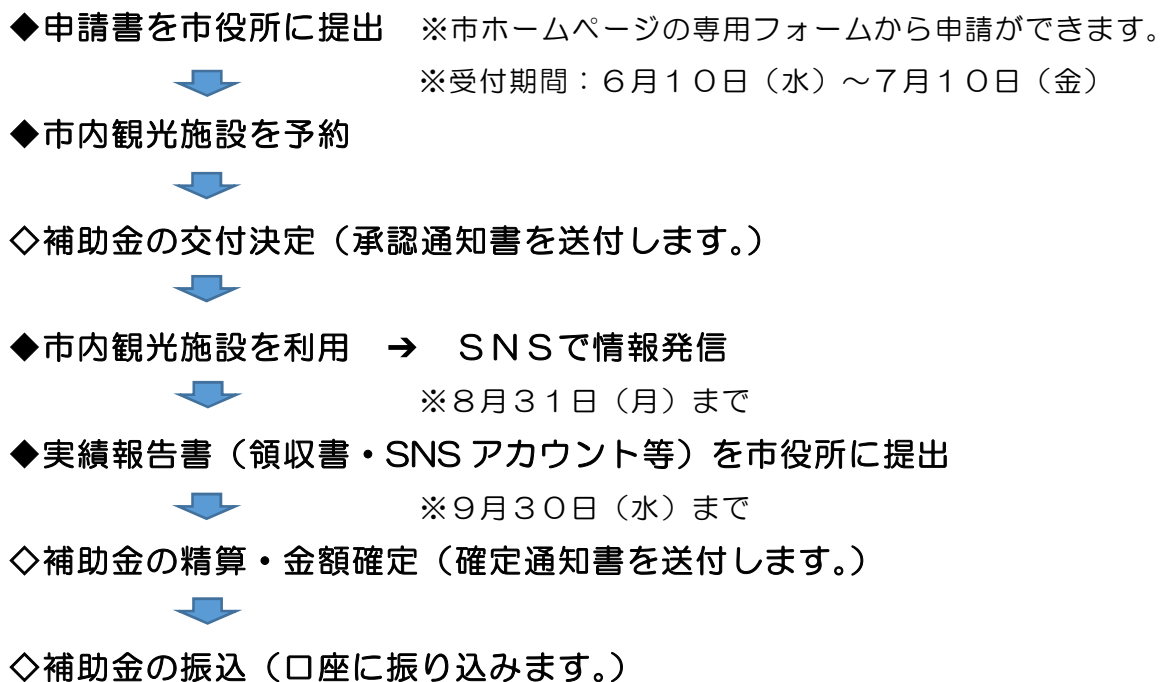 ◆申請書を市役所に提出　※市ホームページの専用フォームから申請ができます。
※受付期間：６月１０日（水）～７月１０日（金）
◆市内観光施設を予約
◇補助金の交付決定（承認通知書を送付します。）
◆市内観光施設を利用　➔　ＳＮＳで情報発信
※８月３１日（月）まで
◆実績報告書（領収書・SNS アカウント等）を市役所に提出
※９月３０日（水）まで
◇補助金の精算・金額確定（確定通知書を送付します。）
◇補助金の振込（口座に振り込みます。）